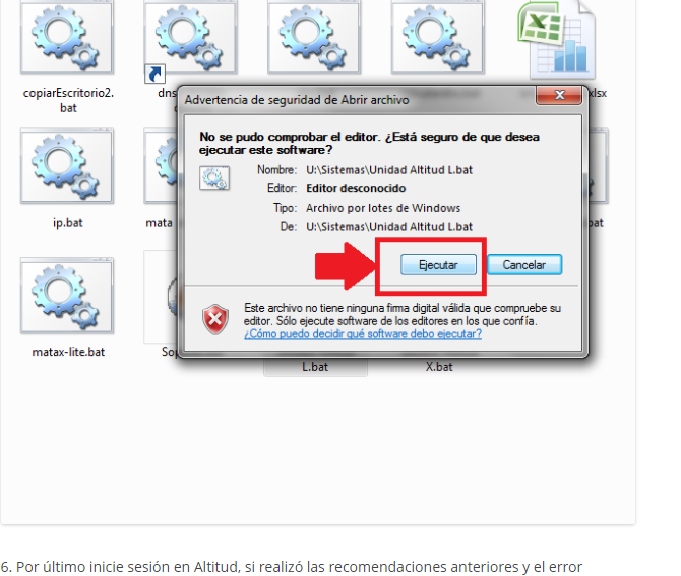 copiarEscritorio2.
bat
dns
xlsx
Advertencia de seguridad de Abrir archivo
No se pudo comprobar el editor. ¿Está seguro de que desea
ejecutar este software?
Nombre: U:\Sistemas\Unidad Altitud L.bat
Editor: Editor desconocido
Tipo: Archivo por lotes de Windows
De: U:\Sistemas\Unidad Altitud L.bat
ip.bat
mata
bat
Ejecutar
Cancelar
Este archivo no tiene ninguna firma digital válida que compruebe su
editor. Sólo ejecute software de los editores en los que confía.
¿Cómo puedo decidir qué software debo ejecutar?
matax-lite.bat
L.bat
X.bat
6. Por último inicie sesión en Altitud, si realizó las recomendaciones anteriores y el error